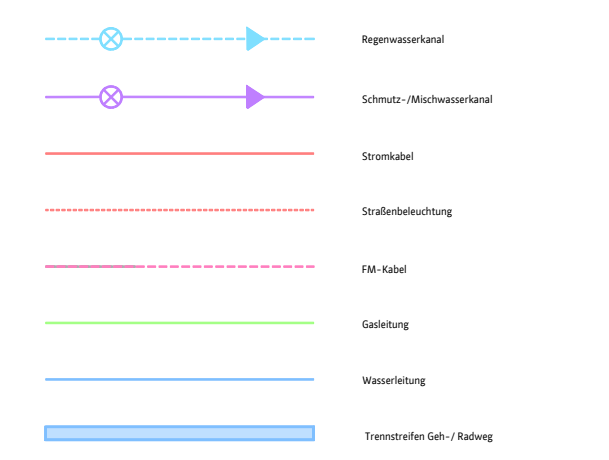 Regenwasserkanal
Schmutz-/Mischwasserkanal
Stromkabel
Straßenbeleuchtung
FM-Kabel
Gasleitung
Wasserleitung
Trennstreifen Geh-/ Radweg